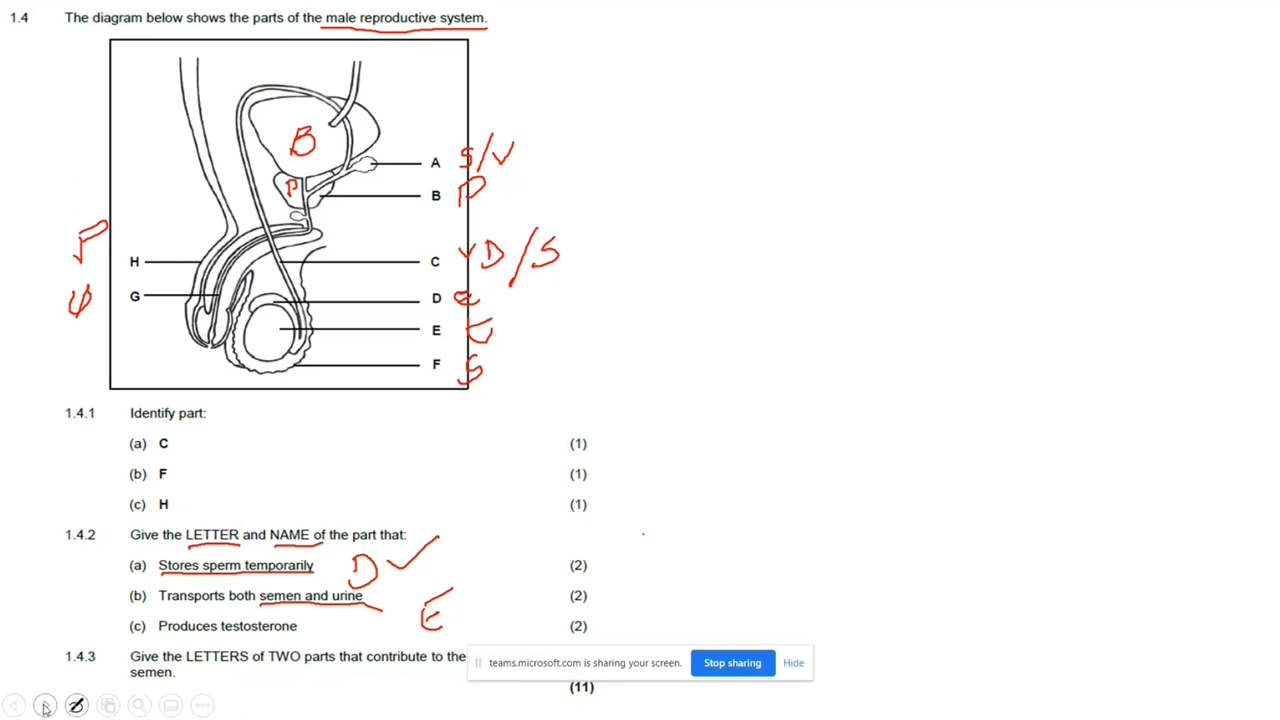 1.4 The diagram below shows the parts of the male reproductive system.
B
A S/V
P
B P
H
C VD/S
G
D e
E t
F S
1.4.1 Identify part:
(a) C (1)
(b) F (1)
(c) H (1)
1.4.2 Give the LETTER and NAME of the part that:
(a) Stores sperm temporarily D (2)
(b) Transports both semen and urine (2)
E
(c) Produces testosterone (2)
1.4.3 Give the LETTERS of TWO parts that contribute to the
semen.
(11)
teams.microsoft.com is sharing your screen. Stop sharing Hide